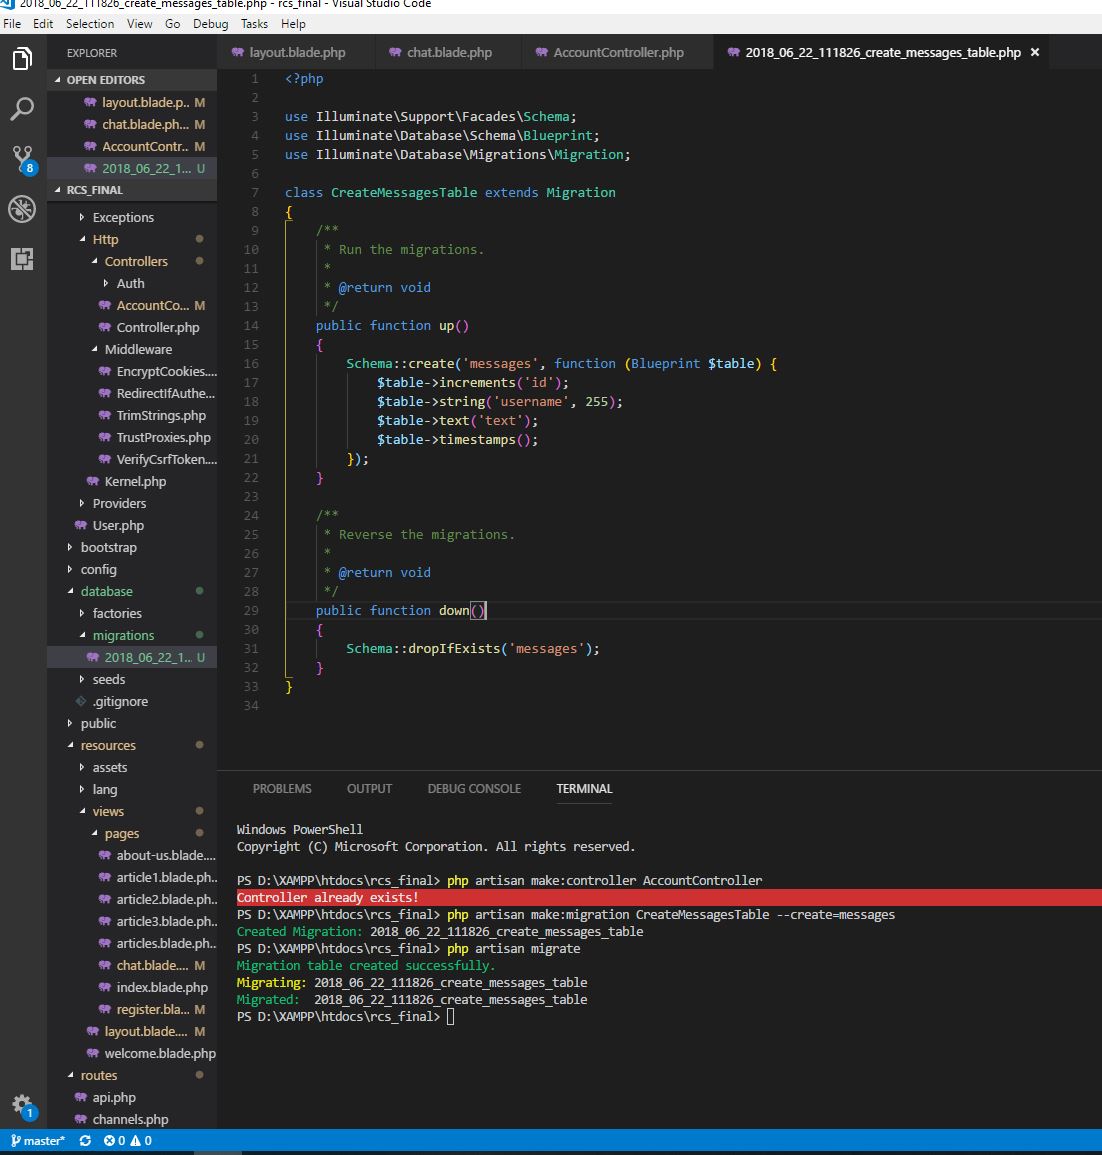 2018_06_22_111826_create_messages_table.php - rcs_final - Visual Studio Code
File Edit Selection View Go Debug Tasks Help
EXPLORER
OPEN EDITORS
layout.blade.p.. M
chat.blade.ph... M
AccountContr.. M
2018_06_22_1... U
RCS_FINAL
Exceptions
Http
Controllers
Auth
AccountCo... M
Controller.php
Middleware
EncryptCookies....
RedirectIfAuthe...
TrimStrings.php
TrustProxies.php
VerifyCsrfToken....
Kernel.php
Providers
User.php
bootstrap
config
database
factories
migrations
2018_06_22_1... U
seeds
.gitignore
public
resources
assets
lang
views
pages
about-us.blade....
article1.blade.ph..
article2.blade.ph..
article3.blade.ph..
articles.blade.ph..
chat.blade.... M
index.blade.php
register.bla... M
layout.blade.... M
welcome.blade.php
routes
api.php
channels.php
8
1
layout.blade.php chat.blade.php AccountController.php 2018_06_22_111826_create_messages_table.php ×
1 <?php
2
3 use Illuminate\Support\Facades\Schema;
4 use Illuminate\Database\Schema\Blueprint;
5 use Illuminate\Database\Migrations\Migration;
6
7 class CreateMessagesTable extends Migration
8 {
9 /**
10 * Run the migrations.
11 *
12 * @return void
13 */
14 public function up()
15 {
16 Schema::create('messages', function (Blueprint $table) {
17 $table->increments('id');
18 $table->string('username', 255);
19 $table->text('text');
20 $table->timestamps();
21 });
22 }
23
24 /**
25 * Reverse the migrations.
26 *
27 * @return void
28 */
29 public function down()
30 {
31 Schema::dropIfExists('messages');
32 }
33 }
34
PROBLEMS OUTPUT DEBUG CONSOLE TERMINAL
Windows PowerShell
Copyright (C) Microsoft Corporation. All rights reserved.
PS D:\XAMPP\htdocs\rcs_final> php artisan make:controller AccountController
Controller already exists!
PS D:\XAMPP\htdocs\rcs_final> php artisan make:migration CreateMessagesTable --create=messages
Created Migration: 2018_06_22_111826_create_messages_table
PS D:\XAMPP\htdocs\rcs_final> php artisan migrate
Migration table created successfully.
Migrating: 2018_06_22_111826_create_messages_table
Migrated:  2018_06_22_111826_create_messages_table
PS D:\XAMPP\htdocs\rcs_final>
master* 0 0